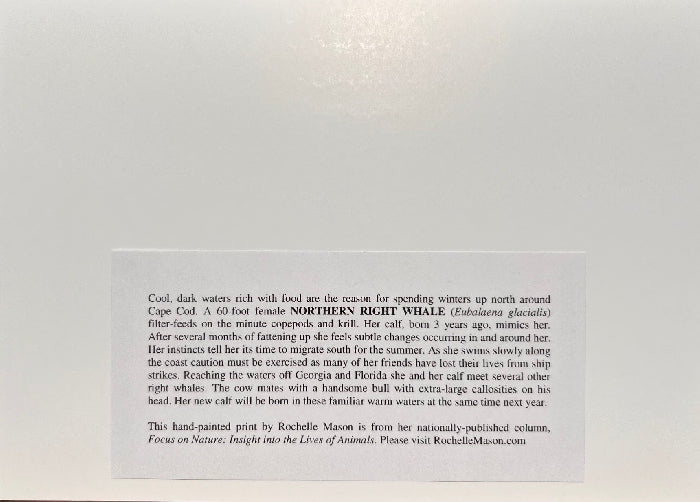 Cool, dark waters rich with food are the reason for spending winters up north around
Cape Cod. A 60 foot female NORTHERN RIGHT WHALE (Eubalaena glacialis)
filter-feeds on the minute copepods and krill. Her calf, born 3 years ago, mimics her.
After several months of fattening up she feels subtle changes occurring in and around her.
Her instincts tell her its time to migrate south for the summer. As she swims slowly along
the coast caution must be exercised as many of her friends have lost their lives from ship
strikes. Reaching the waters off Georgia and Florida she and her calf meet several other
right whales. The cow mates with a handsome bull with extra-large callosities on his
head. Her new calf will be born in these familiar warm waters at the same time next year.
This hand-painted print by Rochelle Mason is from her nationally-published column,
Focus on Nature: Insight into the Lives of Animals. Please visit RochelleMason.com